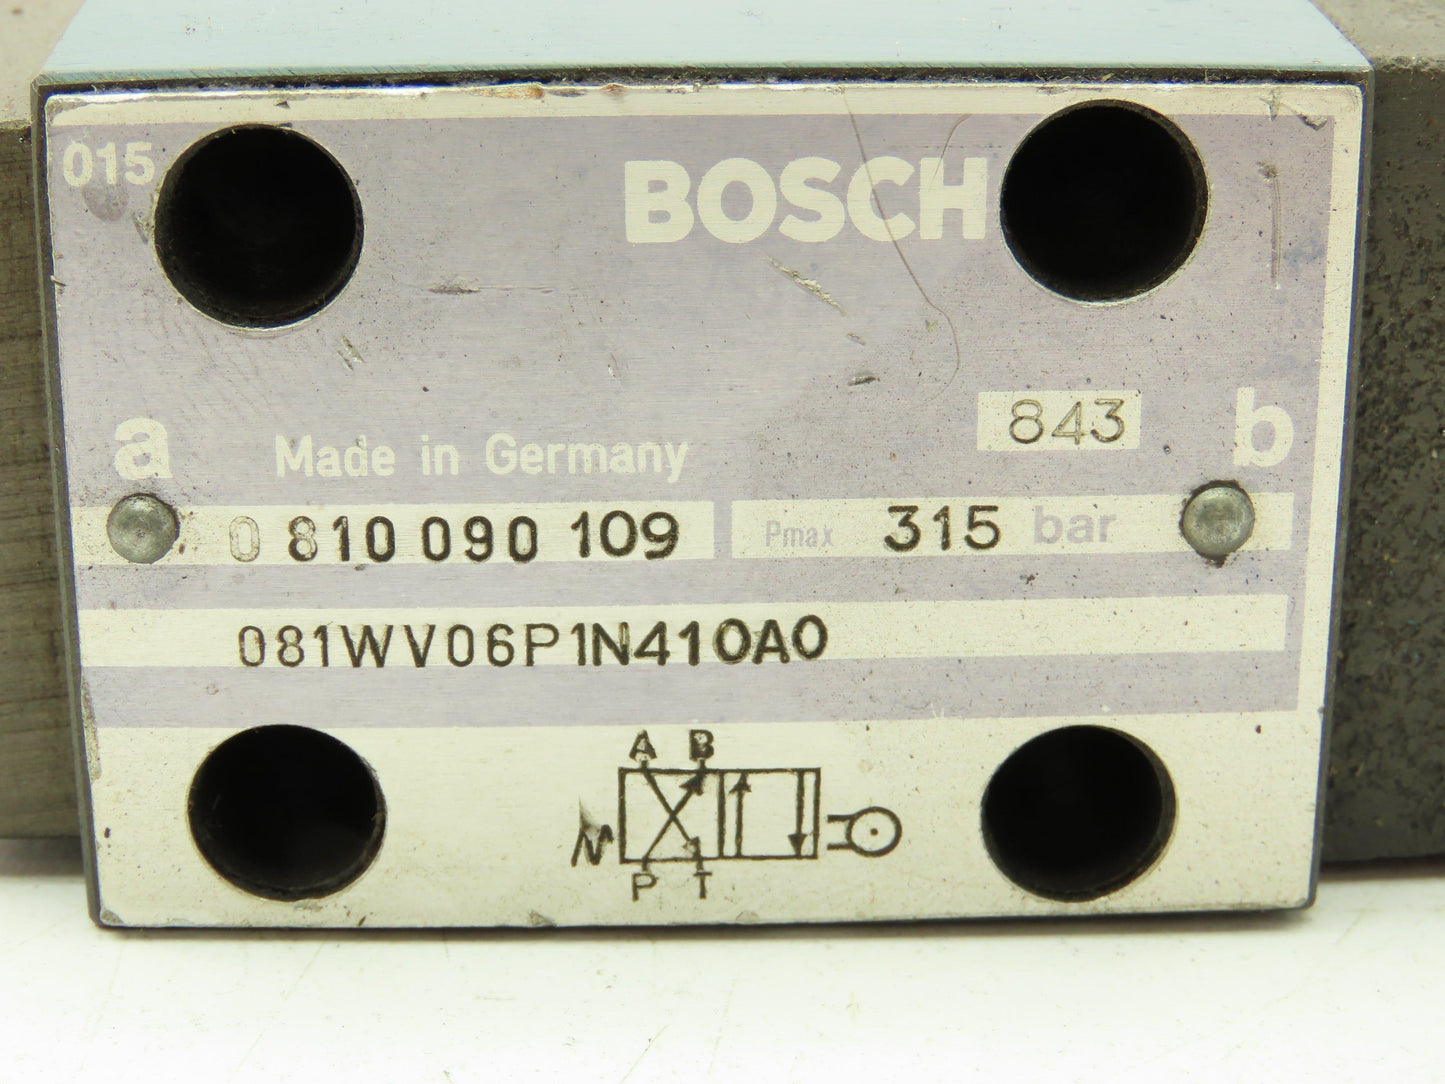 015
BOSCH
843
a Made in Germany b
0 810 090 109 Pmax 315 bar
081WV06P1N410A0
A B
P T